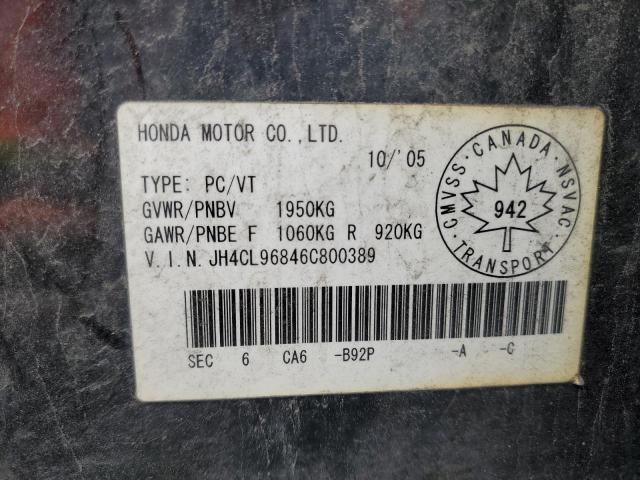 HONDA MOTOR CO.,LTD.
10/'05
TYPE: PC/VT
GVWR/PNBV 1950KG
GAWR/PNBE F 1060KG R 920KG
V.I.N. JH4CL96846C800389
CMVSS · CANADA · NSVAC · TRANSPORT ·
942
SEC 6 CA6 -B92P -A -C